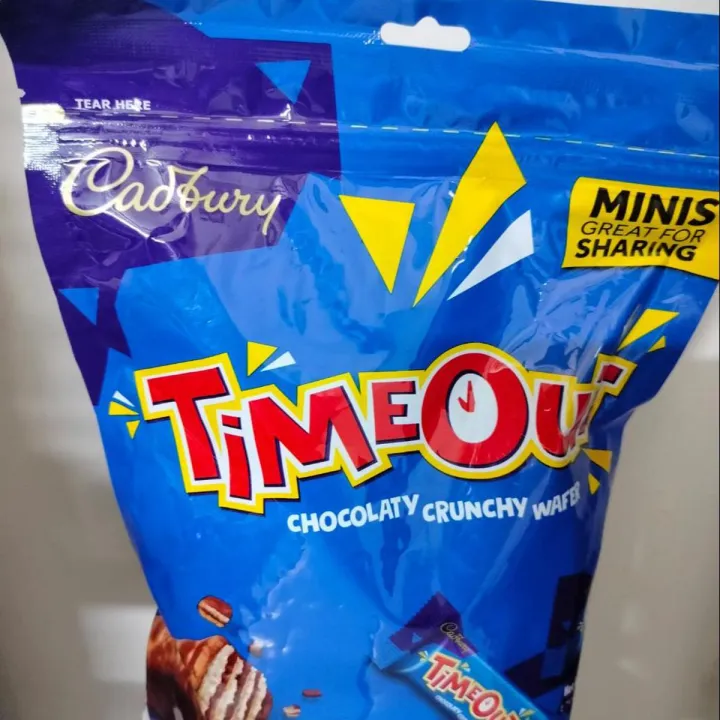 TEAR HERE
Cadbury
MINIS
GREAT FOR
SHARING
TiMEOUT
CHOCOLATY CRUNCHY WAFER
Cadbury
TiMEOUT